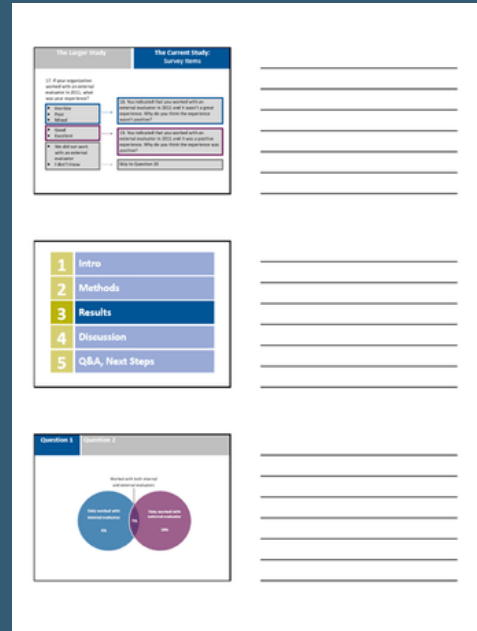 The Larger Study
The Current Study:
Survey Items
17. If your organization
worked with an external
evaluator in 2011, what
was your experience?
• Horrible
• Poor
• Mixed
18. You indicated that you worked with an
external evaluator in 2011 and it wasn't a great
experience. Why do you think the experience
wasn't positive?
• Good
• Excellent
19. You indicated that you worked with an
external evaluator in 2011 and it was a positive
experience. Why do you think the experience was
positive?
• We did not work
with an external
evaluator
• I don't know
Skip to Question 20
1 Intro
2 Methods
3 Results
4 Discussion
5 Q&A, Next Steps
Question 1
Question 2
Worked with both internal
and external evaluators
Only worked with
internal evaluator
Only worked with
external evaluator